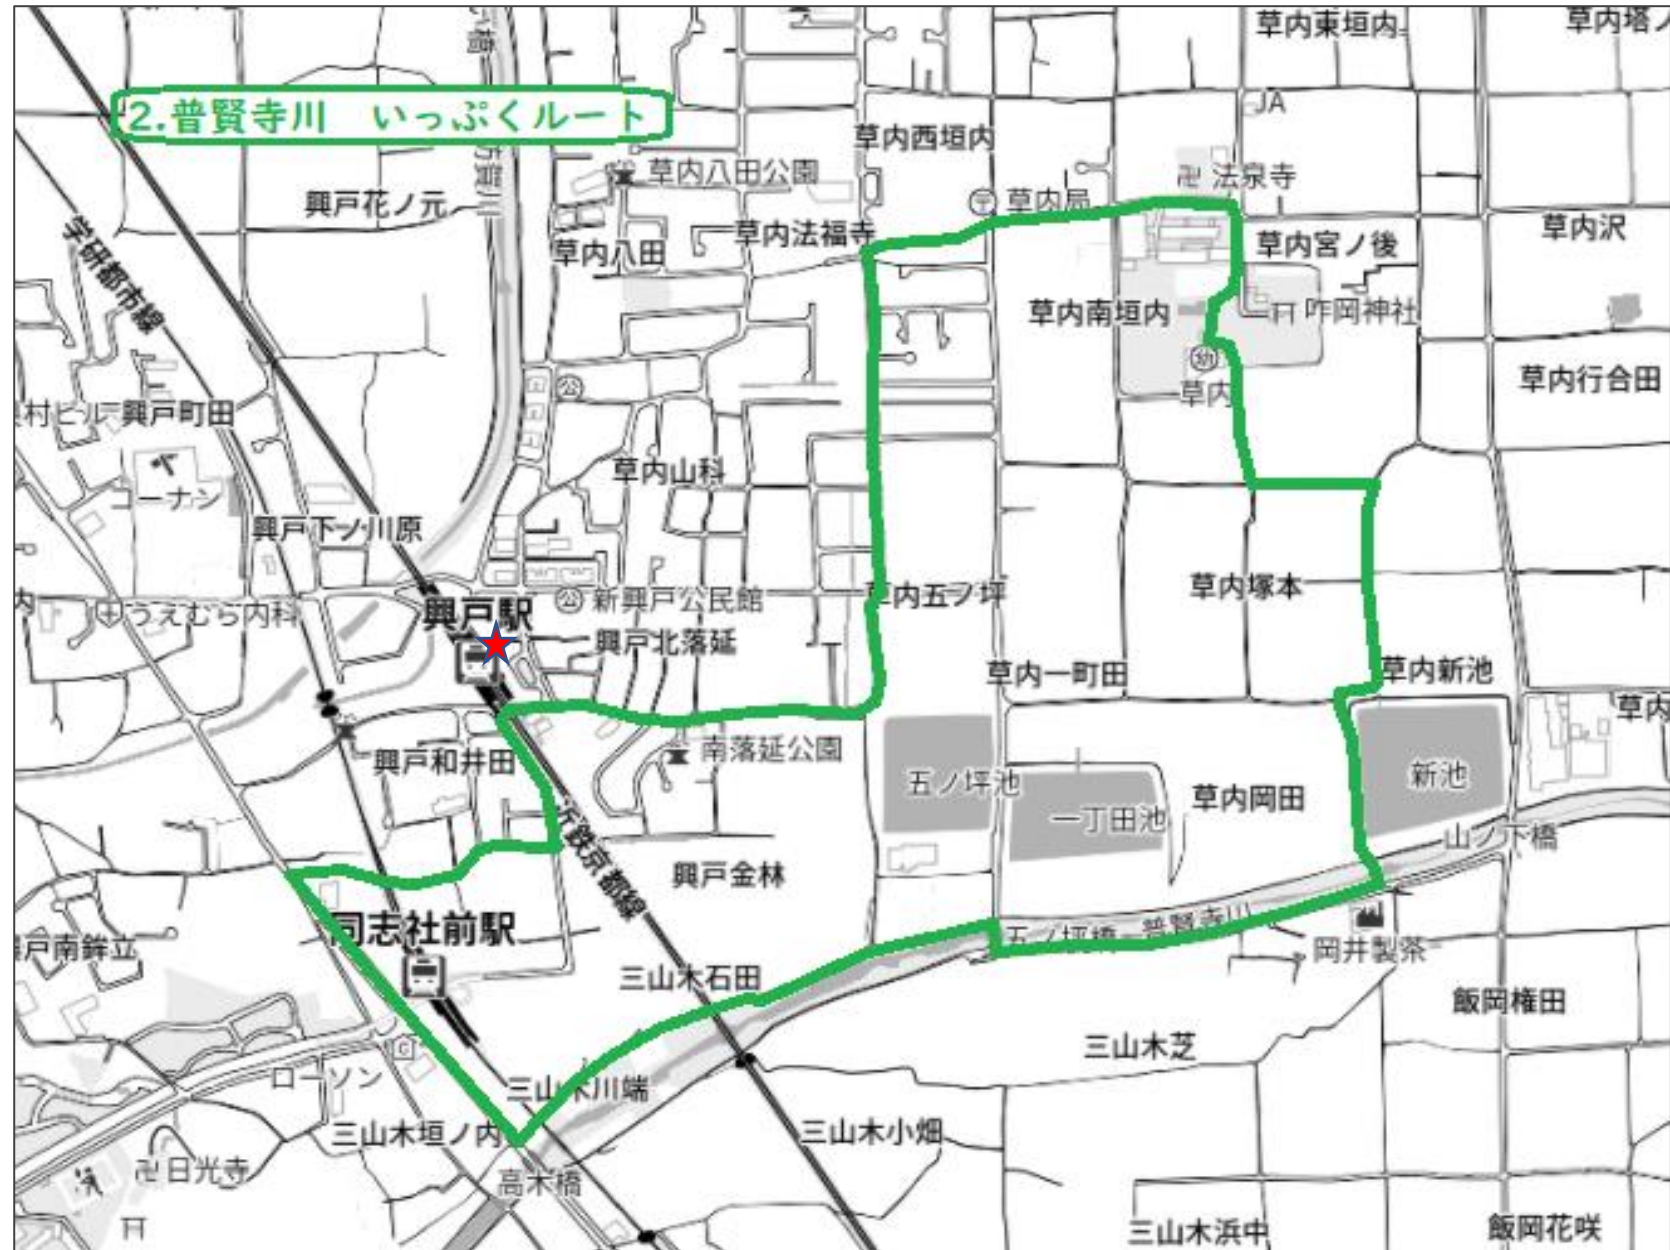 草内東垣内
草内塔ノ
2.普賢寺川　いっぷくルート
JA
草内西垣内
草内八田公園
法泉寺
興戸花ノ元
草内局
草内法福寺
草内八田
草内宮ノ後
草内沢
学研都市線
草内南垣内
咋岡神社
幼
公
草内行合田
草内
村ビル
興戸町田
草内山科
コーナン
興戸下ノ川原
草内塚本
草内五ノ坪
公
新興戸公民館
興戸駅
うえむら内科
興戸北落延
草内一町田
草内新池
草内
南落延公園
興戸和井田
五ノ坪池
新池
草内岡田
一丁田池
山ノ下橋
近鉄京都線
興戸金林
同志社前駅
五ノ坪橋
普賢寺川
戸南鉾立
岡井製茶
三山木石田
飯岡権田
三山木芝
ローソン
三山木川端
三山木垣ノ内
三山木小畑
日光寺
高木橋
三山木浜中
飯岡花咲